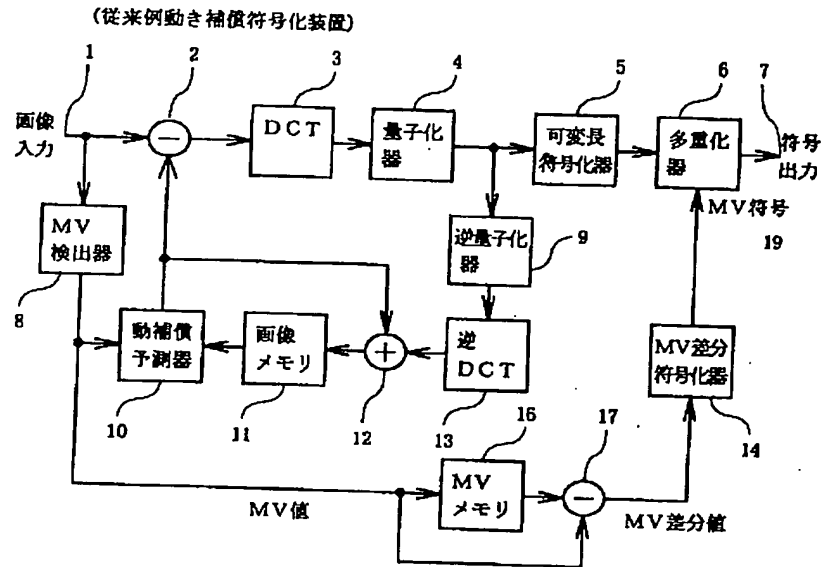 (従来例動き補償符号化装置)
1
2
3
4
5
6
7
画像
入力
－
DCT
量子化
器
可変長
符号化器
多重化
器
符号
出力
MV符号
19
MV
検出器
8
逆量子化
器
9
動補償
予測器
10
画像
メモリ
11
＋
12
逆
DCT
13
MV差分
符号化器
14
16
17
MV
メモリ
－
MV値
MV差分値